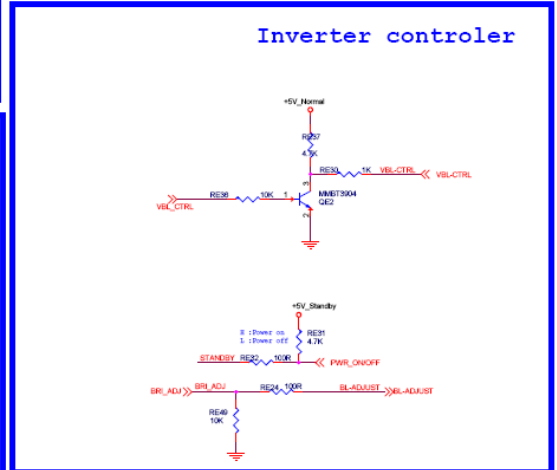 Inverter controler
+5V_Normal
RE37
4.7K
RE30 1K VBL-CTRL VBL-CTRL
3
RE36 10K 1 MMBT3904
QE2
VBL_CTRL
2
+5V_Standby
H :Power on RE31
L :Power off 4.7K
STANDBY RE32 100R PWR_ON/OFF
BRI_ADJ BRI_ADJ RE24 100R BL-ADJUST BL-ADJUST
RE49
10K